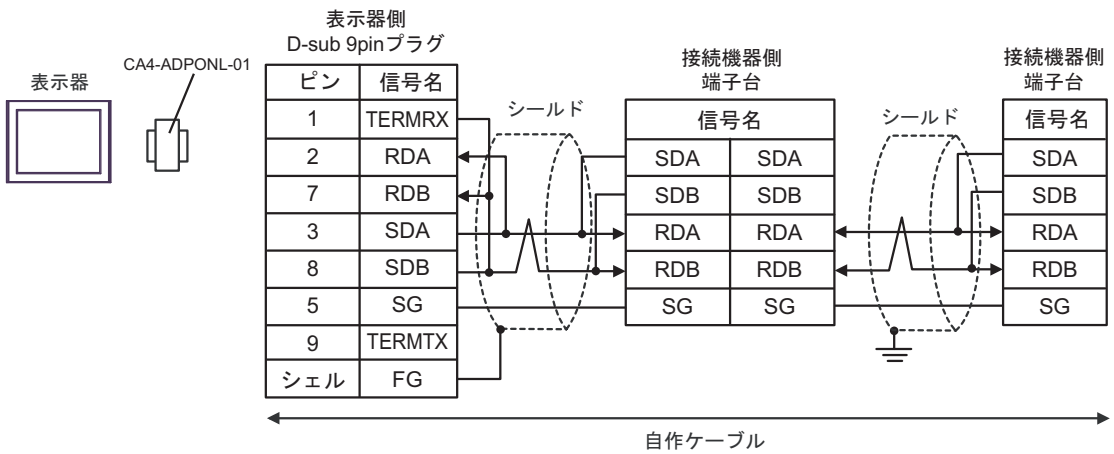 表示器
CA4-ADPONL-01
表示器側
D-sub 9pinプラグ
ピン 信号名
1 TERMRX
2 RDA
7 RDB
3 SDA
8 SDB
5 SG
9 TERMTX
シェル FG
シールド
接続機器側
端子台
信号名
SDA SDA
SDB SDB
RDA RDA
RDB RDB
SG SG
シールド
接続機器側
端子台
信号名
SDA
SDB
RDA
RDB
SG
自作ケーブル